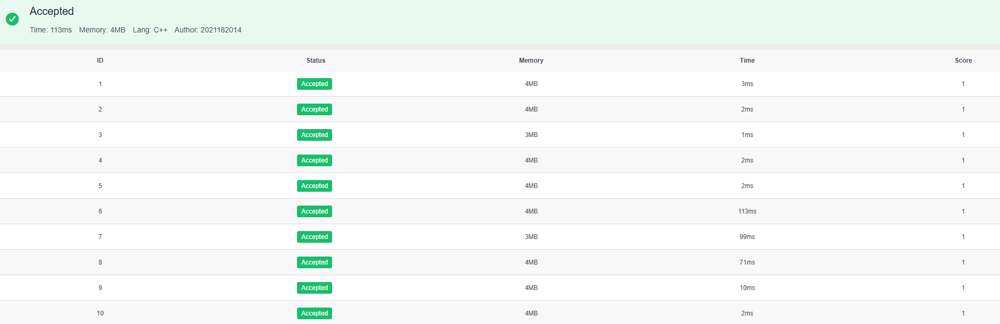 Accepted
Time: 113ms Memory: 4MB Lang: C++ Author: 2021182014
ID Status Memory Time Score
1 Accepted 4MB 3ms 1
2 Accepted 4MB 2ms 1
3 Accepted 3MB 1ms 1
4 Accepted 4MB 2ms 1
5 Accepted 4MB 2ms 1
6 Accepted 4MB 113ms 1
7 Accepted 3MB 99ms 1
8 Accepted 4MB 71ms 1
9 Accepted 4MB 10ms 1
10 Accepted 4MB 2ms 1